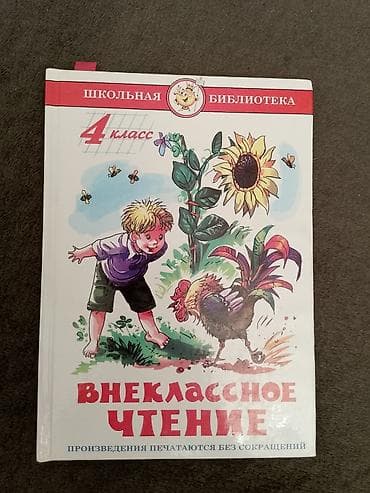 ШКОЛЬНАЯ БИБЛИОТЕКА
4 класс
ВНЕКЛАССНОЕ
ЧТЕНИЕ
ПРОИЗВЕДЕНИЯ ПЕЧАТАЮТСЯ БЕЗ СОКРАЩЕНИЙ